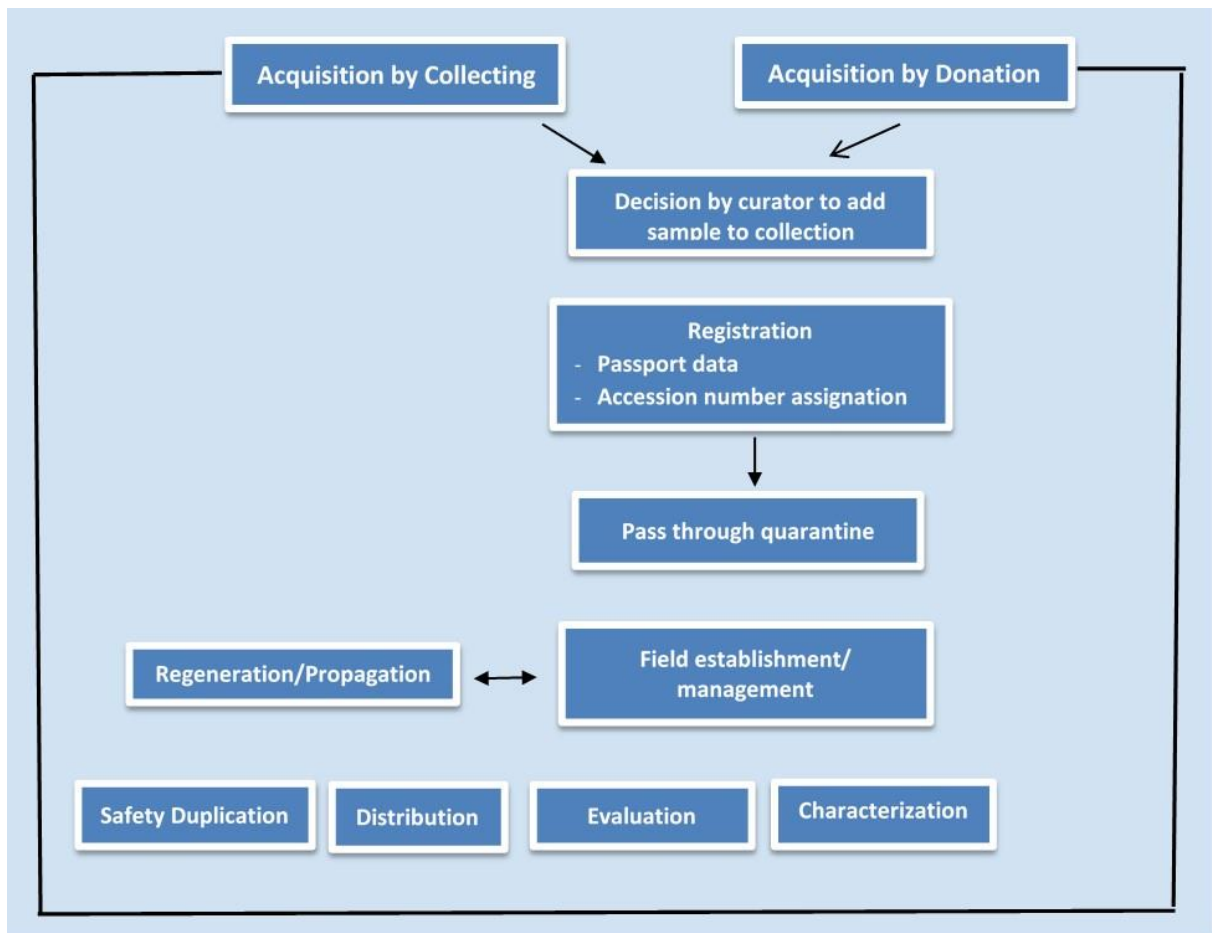 Acquisition by Collecting
Acquisition by Donation
Decision by curator to add
sample to collection
Registration
- Passport data
- Accession number assignation
Pass through quarantine
Regeneration/Propagation
Field establishment/
management
Safety Duplication
Distribution
Evaluation
Characterization